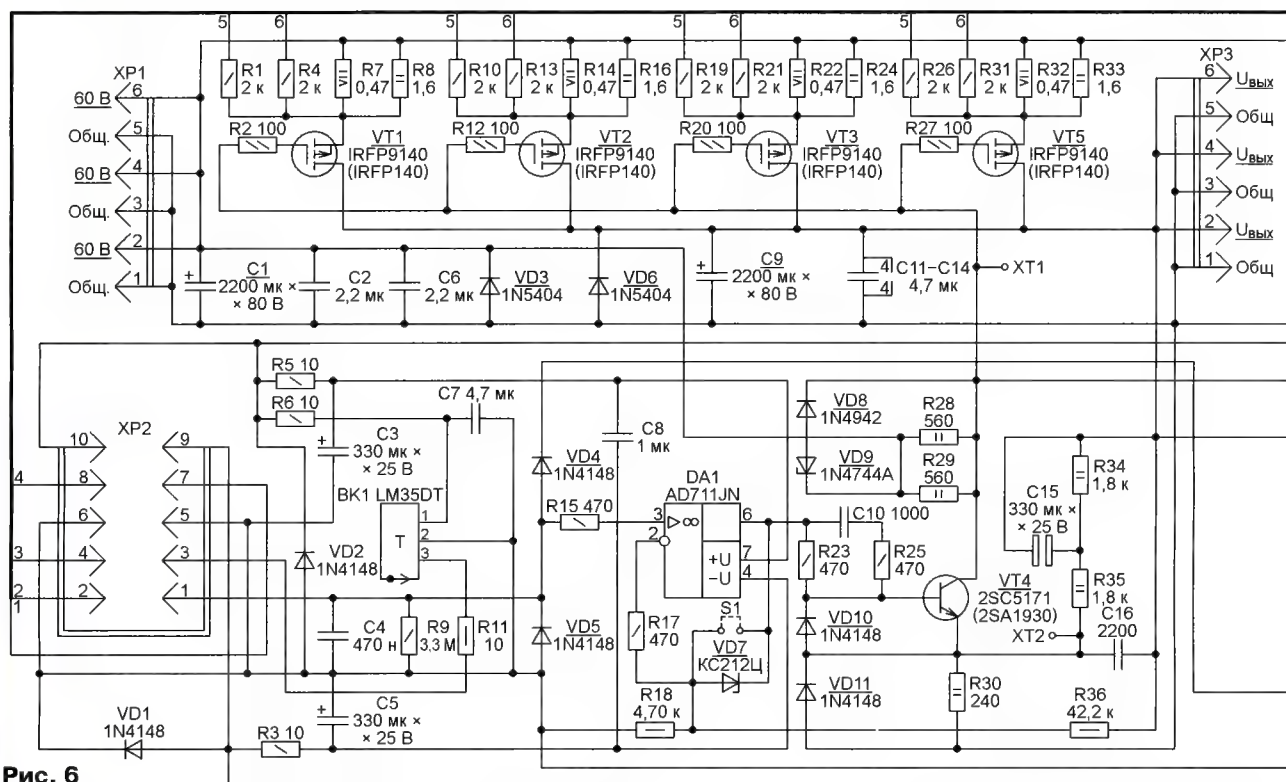 5 6 5 6 5 6 5 6
XP1
6
60 В
5
Общ.
4
60 В
3
Общ.
2
60 В
1
Общ.
R1
2 к
R4
2 к
R7
0,47
R8
1,6
R10
2 к
R13
2 к
R14
0,47
R16
1,6
R19
2 к
R21
2 к
R22
0,47
R24
1,6
R26
2 к
R31
2 к
R32
0,47
R33
1,6
R2 100
VT1
IRFP9140
(IRFP140)
R12 100
VT2
IRFP9140
(IRFP140)
R20 100
VT3
IRFP9140
(IRFP140)
R27 100
VT5
IRFP9140
(IRFP140)
XP3
6
Uвых
5
Общ
4
Uвых
3
Общ
2
Uвых
1
Общ
+
C1
2200 мк ×
× 80 В
C2
2,2 мк
C6
2,2 мк
VD3
1N5404
VD6
1N5404
+
C9
2200 мк ×
× 80 В
4
4
C11–C14
4,7 мк
XT1
R5 10
R6 10
C7 4,7 мк
XP2
10 9
8 7
6 5
4 3
2 1
4
3
2
1
+
C3
330 мк ×
× 25 В
BK1 LM35DT
T
1
2
3
VD2
1N4148
C4
470 н
R9
3,3 М
R11
10
+
C5
330 мк ×
× 25 В
VD1
1N4148
R3 10
C8
1 мк
VD4
1N4148
R15 470
VD5
1N4148
DA1
AD711JN
3
2
▷∞
6
+U
7
-U
4
R17
470
S1
VD7
КС212Ц
R18
4,70 к
VD8
1N4942
VD9
1N4744A
R28
560
R29
560
C10 1000
R23
470
R25
470
VD10
1N4148
VD11
1N4148
VT4
2SC5171
(2SA1930)
R30
240
C15
330 мк ×
× 25 В
R34
1,8 к
R35
1,8 к
XT2
C16
2200
R36
42,2 к
Рис. 6